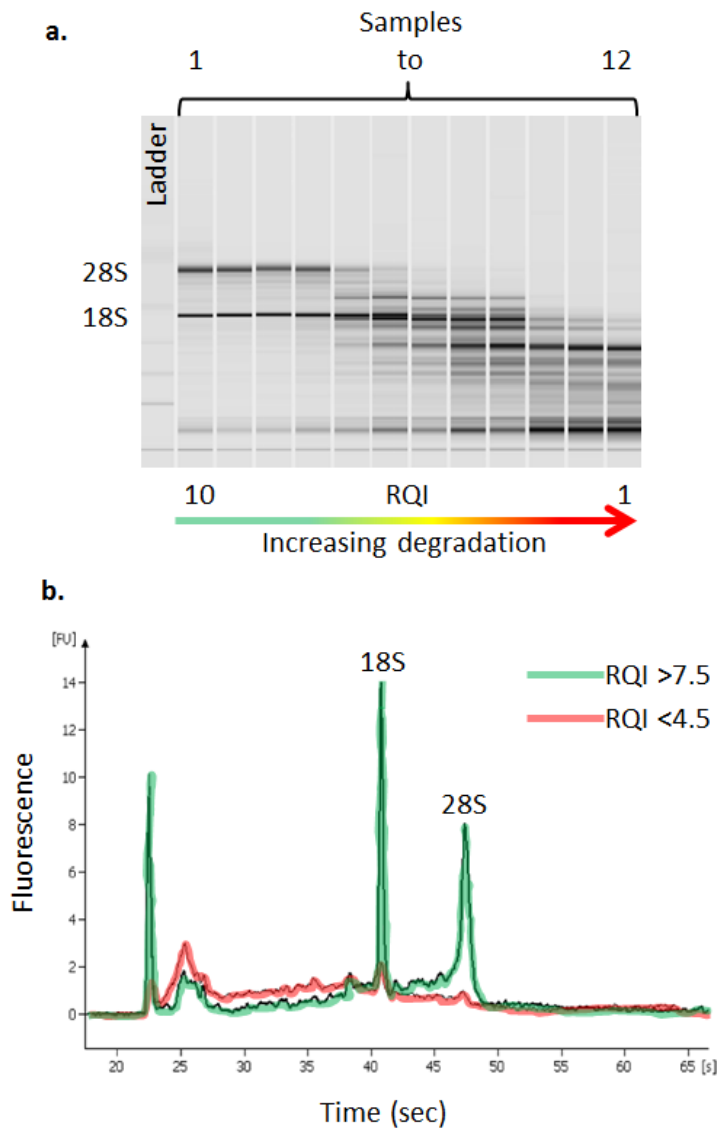 a.
Samples
1 to 12
Ladder
28S
18S
10 RQI 1
Increasing degradation
b.
[FU]
18S
RQI >7.5
RQI <4.5
28S
14
12
10
8
6
4
2
0
Fluorescence
20 25 30 35 40 45 50 55 60 65 [s]
Time (sec)